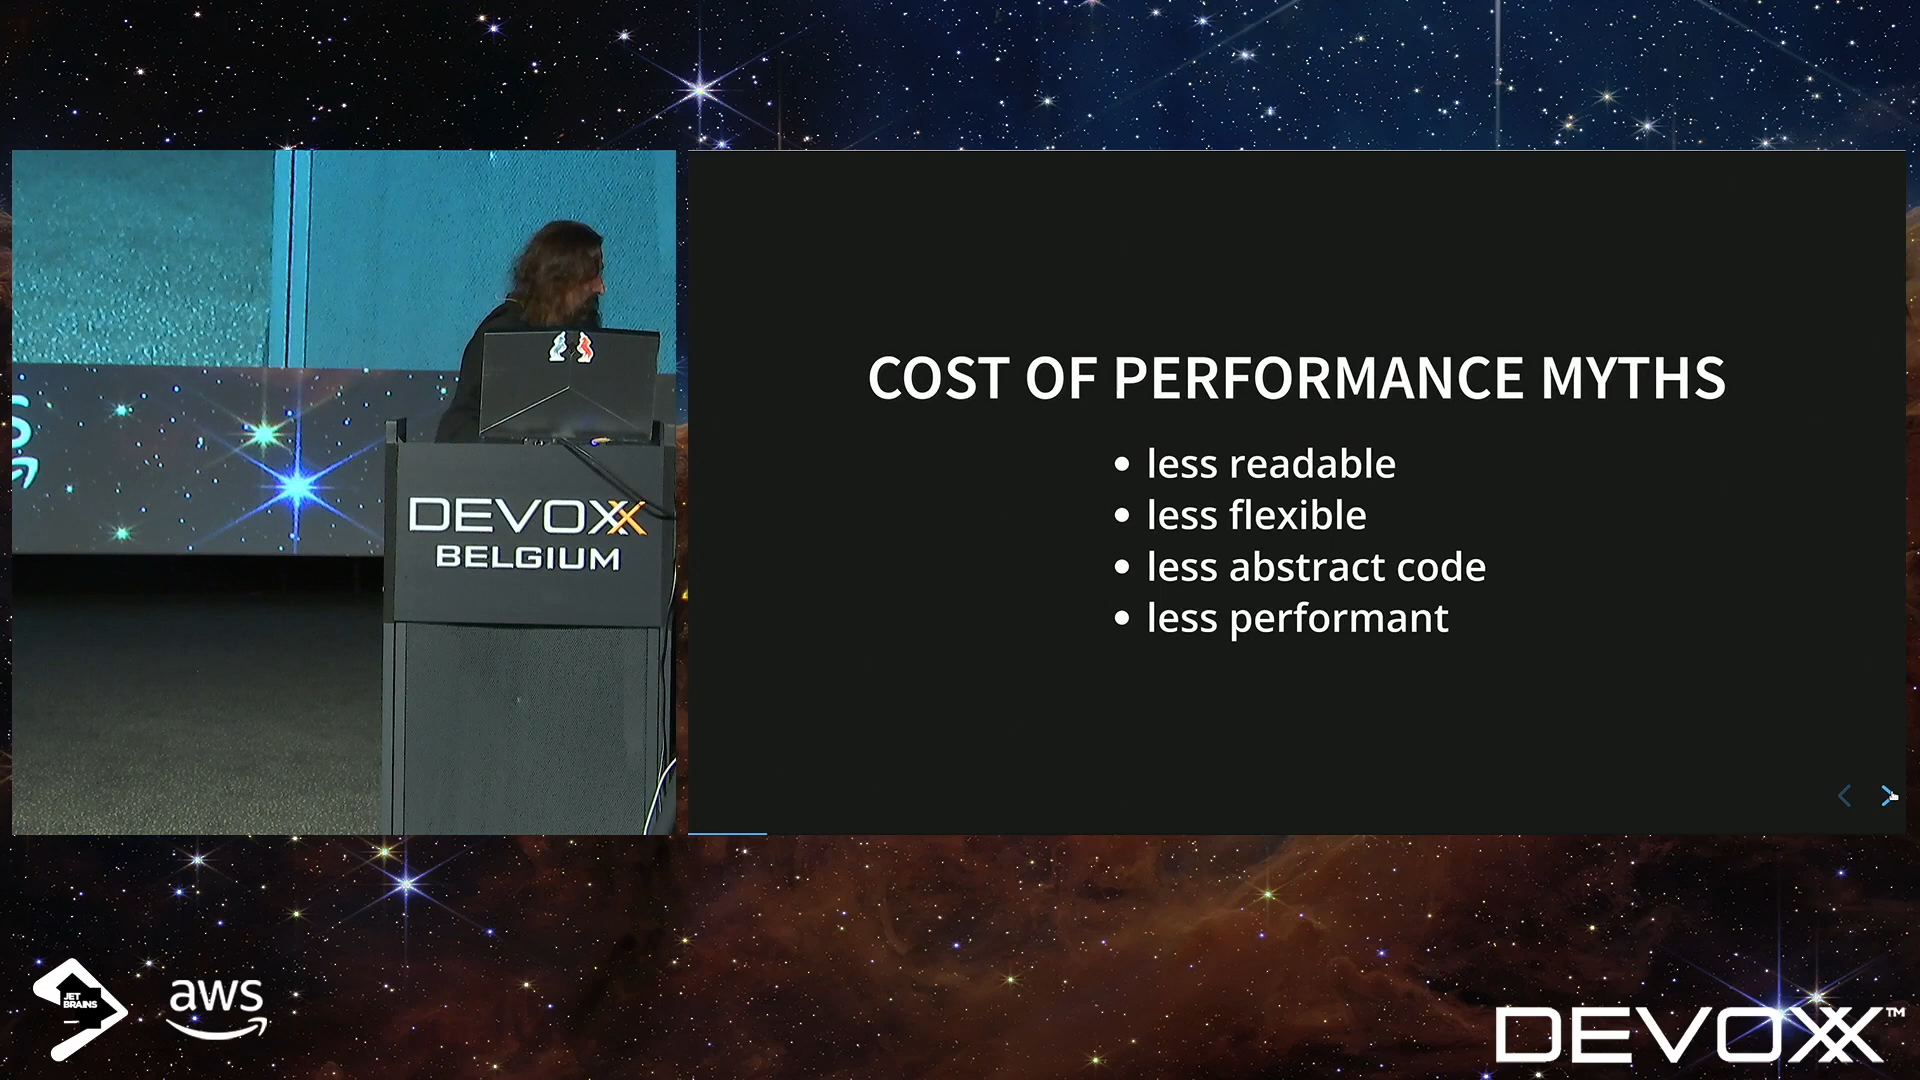 COST OF PERFORMANCE MYTHS
less readable
less flexible
less abstract code
less performant
DEVOXX
BELGIUM
JET
BRAINS
aws
DEVOXX™